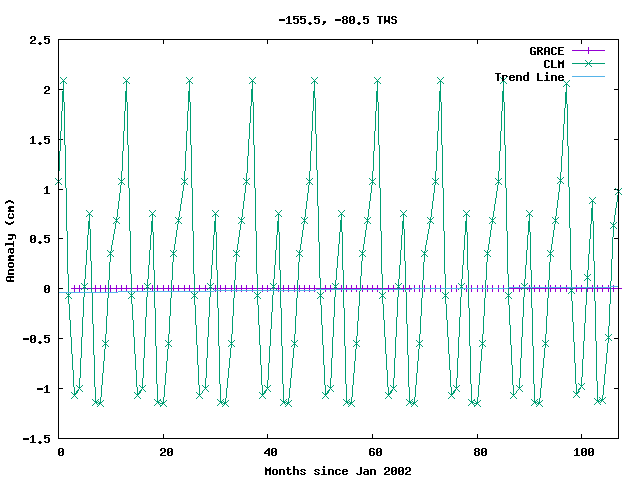 -155.5, -80.5 TWS
GRACE
CLM
Trend Line
2.5
2
1.5
1
0.5
0
-0.5
-1
-1.5
Anomaly (cm)
0 20 40 60 80 100
Months since Jan 2002